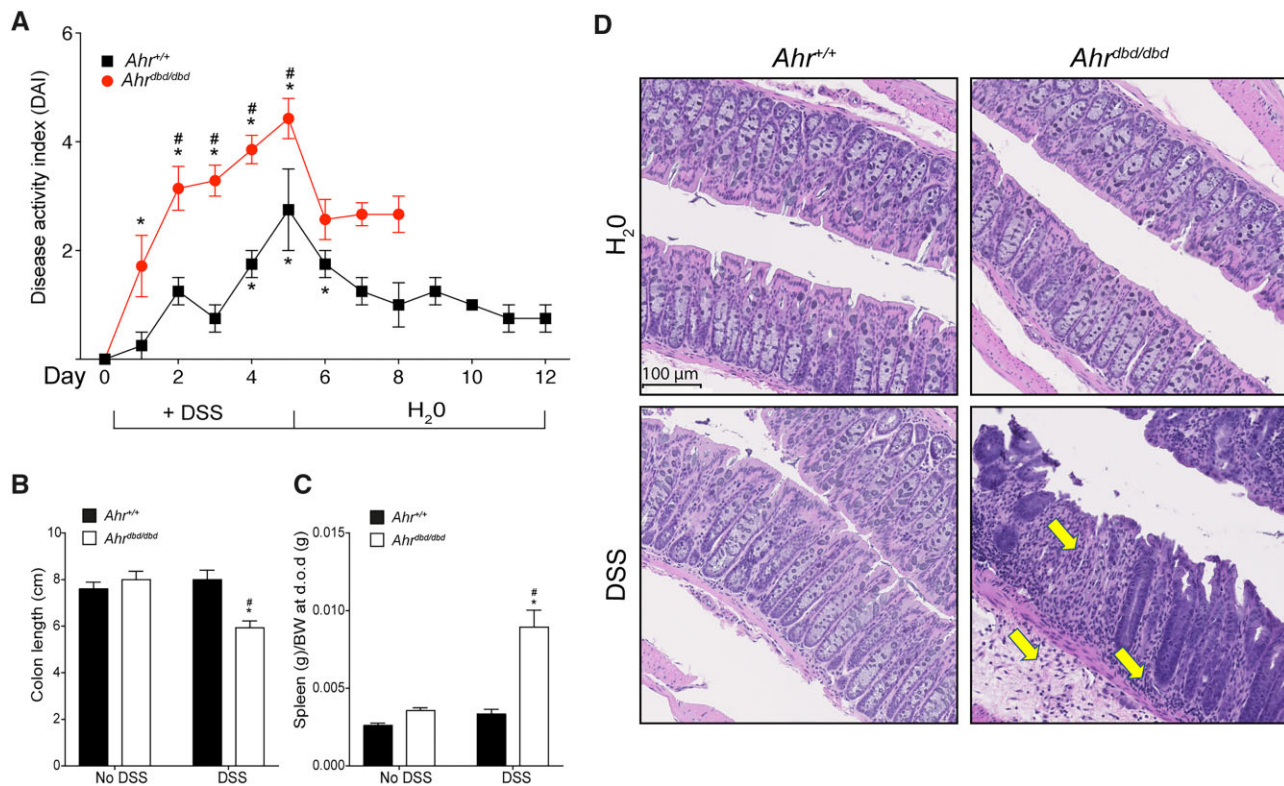 A
Disease activity index (DAI)
6
4
2
Ahr+/+
Ahrdbd/dbd
*
#
*
#
*
#
*
#
*
*
*
*
Day
0 2 4 6 8 10 12
+ DSS
H20
B
Colon length (cm)
10
8
6
4
2
0
Ahr+/+
Ahrdbd/dbd
#
*
No DSS DSS
C
Spleen (g)/BW at d.o.d (g)
0.015
0.010
0.005
0.000
Ahr+/+
Ahrdbd/dbd
#
*
No DSS DSS
D
Ahr+/+ Ahrdbd/dbd
H20
100 µm
DSS